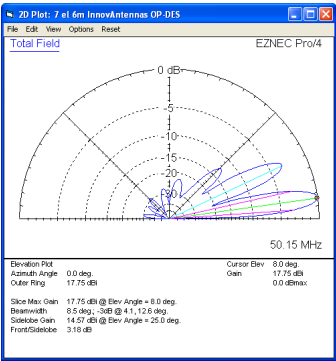 2D Plot: 7 el 6m InnovAntennas OP-DES
File Edit View Options Reset
Total Field
EZNEC Pro/4
0 dB
-5
-10
-15
-20
-30
50.15 MHz
Elevation Plot
Cursor Elev 8.0 deg.
Azimuth Angle 0.0 deg.
Gain 17.75 dBi
Outer Ring 17.75 dBi
0.0 dBmax
Slice Max Gain 17.75 dBi @ Elev Angle = 8.0 deg.
Beamwidth 8.5 deg.; -3dB @ 4.1, 12.6 deg.
Sidelobe Gain 14.57 dBi @ Elev Angle = 25.0 deg.
Front/Sidelobe 3.18 dB